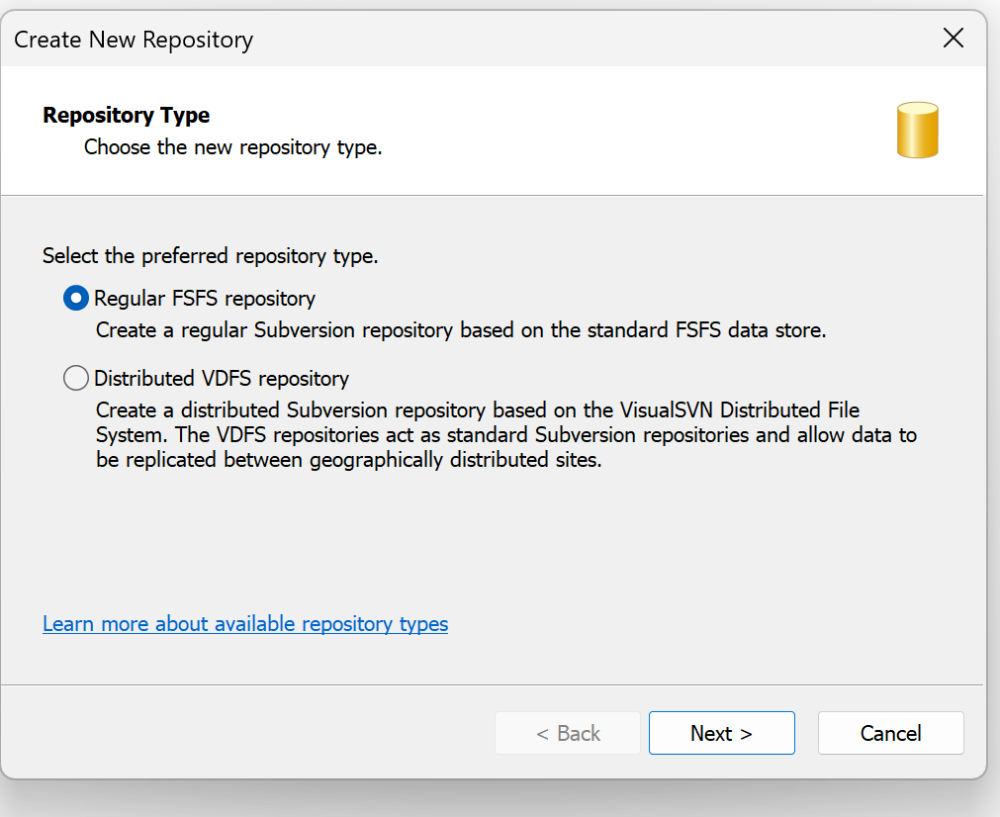 Create New Repository
Repository Type
Choose the new repository type.
Select the preferred repository type.
Regular FSFS repository
Create a regular Subversion repository based on the standard FSFS data store.
Distributed VDFS repository
Create a distributed Subversion repository based on the VisualSVN Distributed File
System. The VDFS repositories act as standard Subversion repositories and allow data to
be replicated between geographically distributed sites.
Learn more about available repository types
< Back
Next >
Cancel